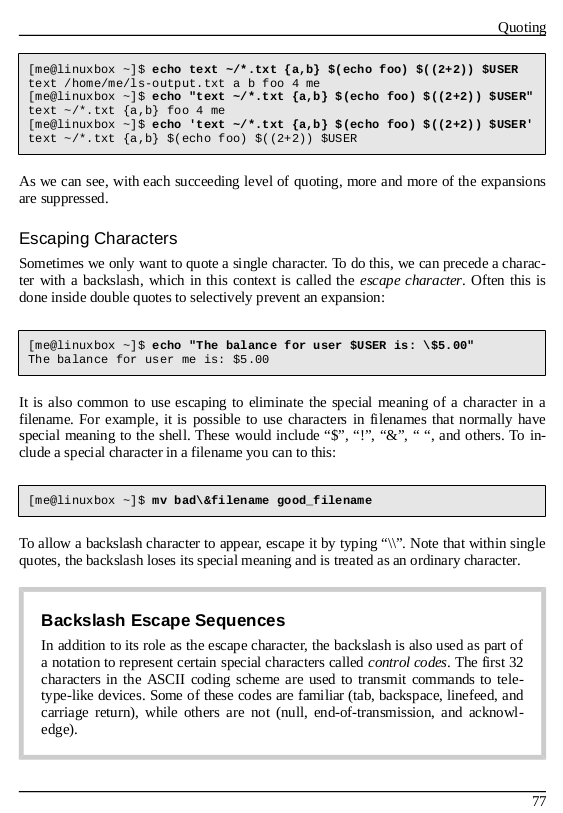 Quoting
[me@linuxbox ~]$ echo text ~/*.txt {a,b} $(echo foo) $((2+2)) $USER
text /home/me/ls-output.txt a b foo 4 me
[me@linuxbox ~]$ echo "text ~/*.txt {a,b} $(echo foo) $((2+2)) $USER"
text ~/*.txt {a,b} foo 4 me
[me@linuxbox ~]$ echo 'text ~/*.txt {a,b} $(echo foo) $((2+2)) $USER'
text ~/*.txt {a,b} $(echo foo) $((2+2)) $USER
As we can see, with each succeeding level of quoting, more and more of the expansions
are suppressed.
Escaping Characters
Sometimes we only want to quote a single character. To do this, we can precede a charac-
ter with a backslash, which in this context is called the escape character. Often this is
done inside double quotes to selectively prevent an expansion:
[me@linuxbox ~]$ echo "The balance for user $USER is: \$5.00"
The balance for user me is: $5.00
It is also common to use escaping to eliminate the special meaning of a character in a
filename. For example, it is possible to use characters in filenames that normally have
special meaning to the shell. These would include “$”, “!”, “&”, “ “, and others. To in-
clude a special character in a filename you can to this:
[me@linuxbox ~]$ mv bad\&filename good_filename
To allow a backslash character to appear, escape it by typing “\\”. Note that within single
quotes, the backslash loses its special meaning and is treated as an ordinary character.
Backslash Escape Sequences
In addition to its role as the escape character, the backslash is also used as part of
a notation to represent certain special characters called control codes. The first 32
characters in the ASCII coding scheme are used to transmit commands to tele-
type-like devices. Some of these codes are familiar (tab, backspace, linefeed, and
carriage return), while others are not (null, end-of-transmission, and acknowl-
edge).
77